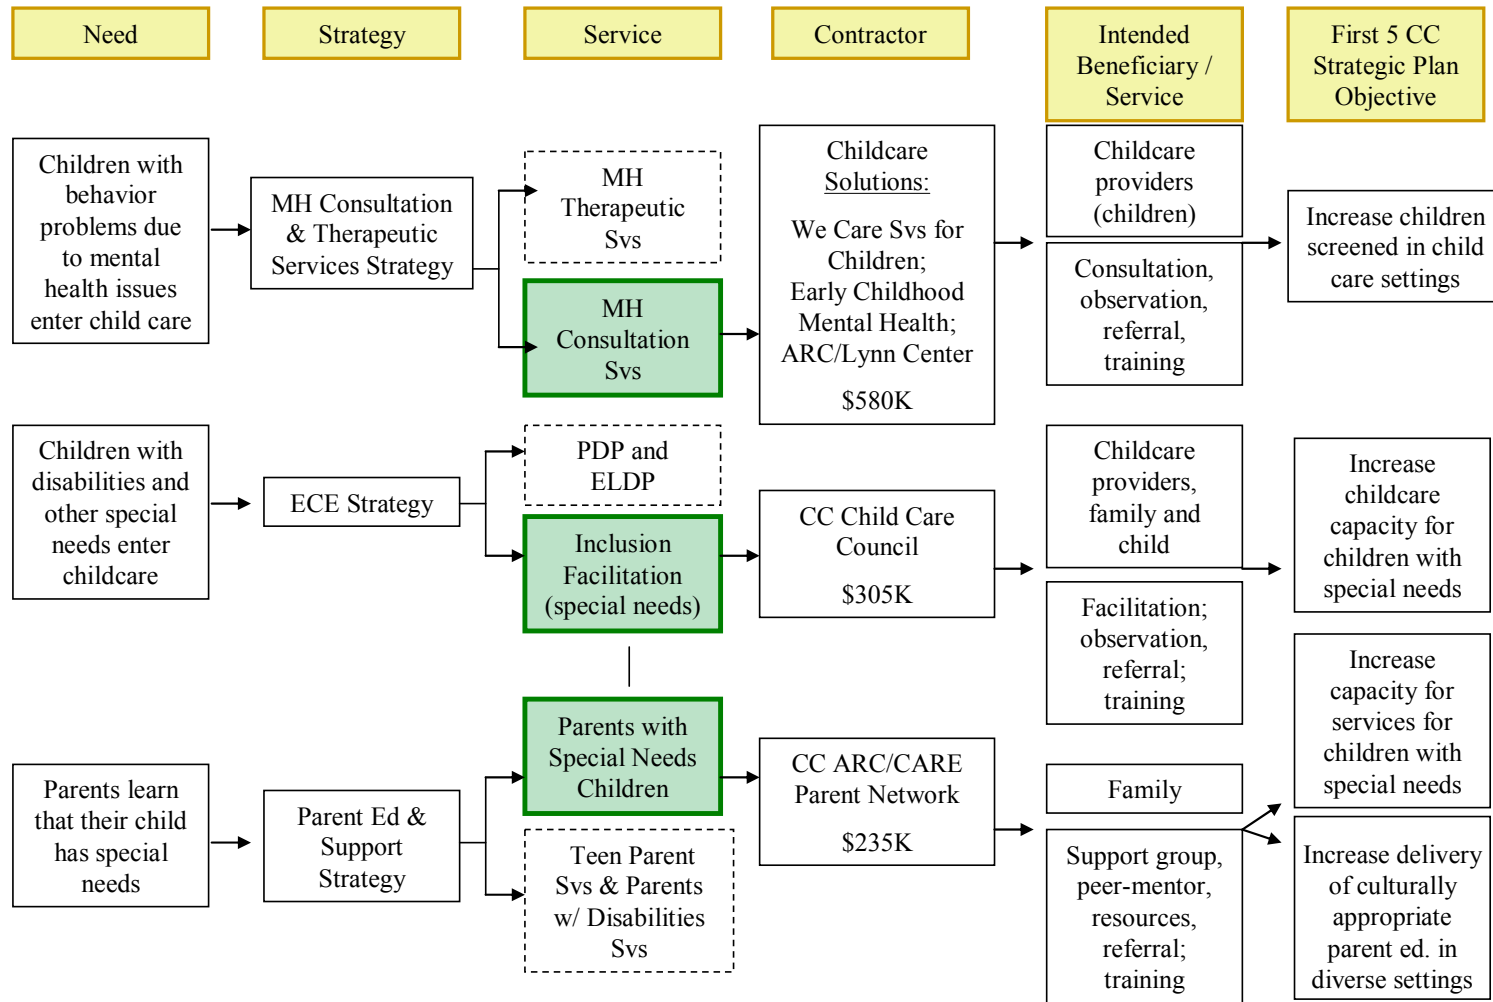 Need
Strategy
Service
Contractor
Intended
Beneficiary /
Service
First 5 CC
Strategic Plan
Objective
Children with
behavior
problems due
to mental
health issues
enter child care
MH Consultation
& Therapeutic
Services Strategy
MH
Therapeutic
Svs
MH
Consultation
Svs
Childcare
Solutions:
We Care Svs for
Children;
Early Childhood
Mental Health;
ARC/Lynn Center
$580K
Childcare
providers
(children)
Consultation,
observation,
referral,
training
Increase children
screened in child
care settings
Children with
disabilities and
other special
needs enter
childcare
ECE Strategy
PDP and
ELDP
Inclusion
Facilitation
(special needs)
CC Child Care
Council
$305K
Childcare
providers,
family and
child
Facilitation;
observation,
referral;
training
Increase
childcare
capacity for
children with
special needs
Parents learn
that their child
has special
needs
Parent Ed &
Support
Strategy
Parents with
Special Needs
Children
Teen Parent
Svs & Parents
w/ Disabilities
Svs
CC ARC/CARE
Parent Network
$235K
Family
Support group,
peer-mentor,
resources,
referral;
training
Increase
capacity for
services for
children with
special needs
Increase delivery
of culturally
appropriate
parent ed. in
diverse settings